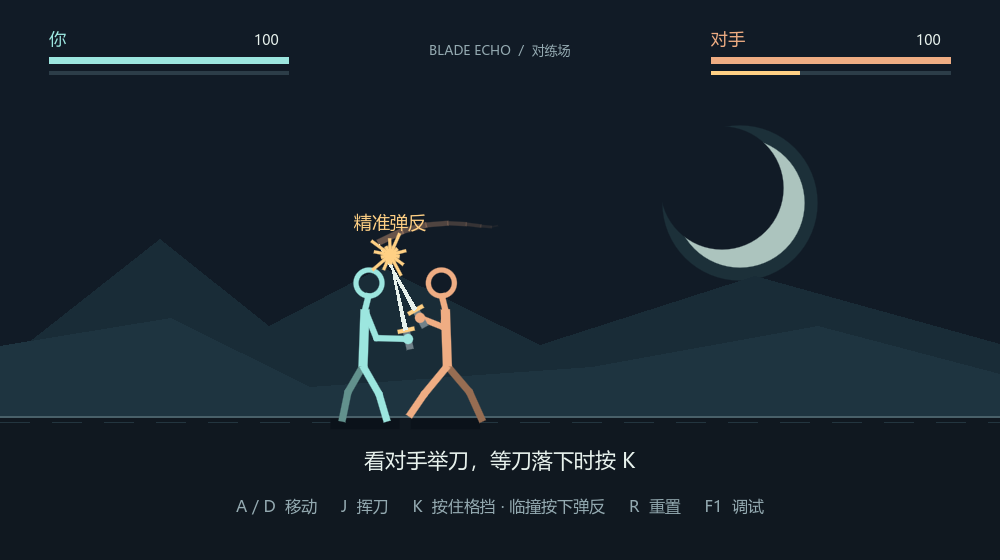 你 100
BLADE ECHO / 对练场
对手 100
精准弹反
看对手举刀，等刀落下时按 K
A / D 移动 J 挥刀 K 按住格挡 · 临撞按下弹反 R 重置 F1 调试